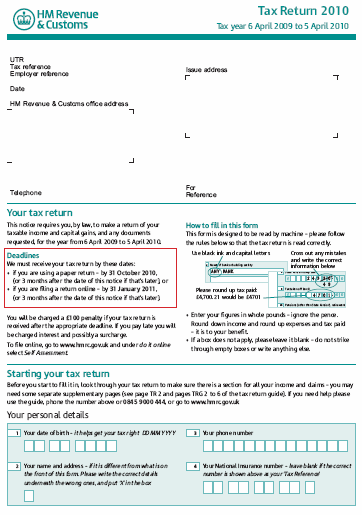 HM Revenue
& Customs
Tax Return 2010
Tax year 6 April 2009 to 5 April 2010
UTR
Tax reference
Employer reference
Issue address
Date
HM Revenue & Customs office address
Telephone
For
Reference
Your tax return
This notice requires you, by law, to make a return of your
taxable income and capital gains, and any documents
requested, for the year from 6 April 2009 to 5 April 2010.
Deadlines
We must receive your tax return by these dates:
• if you are using a paper return – by 31 October 2010,
(or 3 months after the date of this notice if that's later), or
• if you are filing a return online – by 31 January 2011,
(or 3 months after the date of this notice if that's later).
You will be charged a £100 penalty if your tax return is
received after the appropriate deadline. If you pay late you will
be charged interest and possibly a surcharge.
To file online, go to www.hmrc.gov.uk and under do it online
select Self Assessment.
How to fill in this form
This form is designed to be read by machine – please follow
the rules below so that the tax return is read correctly.
Use black ink and capital letters
Cross out any mistakes
and write the correct
information below
ANY BANK
Please round up tax paid:
£4,700.21 would be £4701
• Enter your figures in whole pounds – ignore the pence.
Round down income and round up expenses and tax paid
– it is to your benefit.
• If a box does not apply, please leave it blank – do not strike
through empty boxes or write anything else.
Starting your tax return
Before you start to fill it in, look through your tax return to make sure there is a section for all your income and claims – you may
need some separate supplementary pages (see page TR 2 and pages TRG 2 to 6 of the tax return guide). If you need help please
use the guide, phone the number above or 0845 9000 444, or go to www.hmrc.gov.uk
Your personal details
1 Your date of birth – it helps get your tax right DD MM YYYY
3 Your phone number
2 Your name and address – if it is different from what is on
the front of this form. Please write the correct details
underneath the wrong ones, and put 'X' in the box
4 Your National Insurance number – leave blank if the correct
number is shown above as your 'Tax Reference'